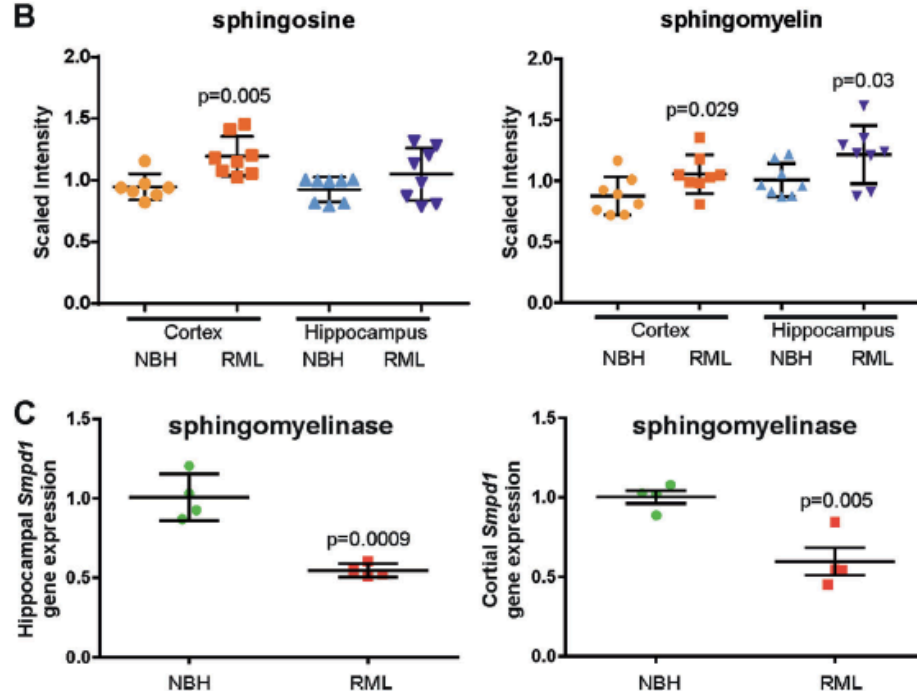 B
sphingosine
sphingomyelin
Scaled Intensity
2.0
1.5
1.0
0.5
0.0
p=0.005
Cortex
Hippocampus
NBH
RML
NBH
RML
Scaled Intensity
2.0
1.5
1.0
0.5
0.0
p=0.029
p=0.03
Cortex
Hippocampus
NBH
RML
NBH
RML
C
sphingomyelinase
Hippocampal Smpd1
gene expression
1.5
1.0
0.5
0.0
p=0.0009
NBH
RML
sphingomyelinase
Cortial Smpd1
gene expression
1.5
1.0
0.5
0.0
p=0.005
NBH
RML